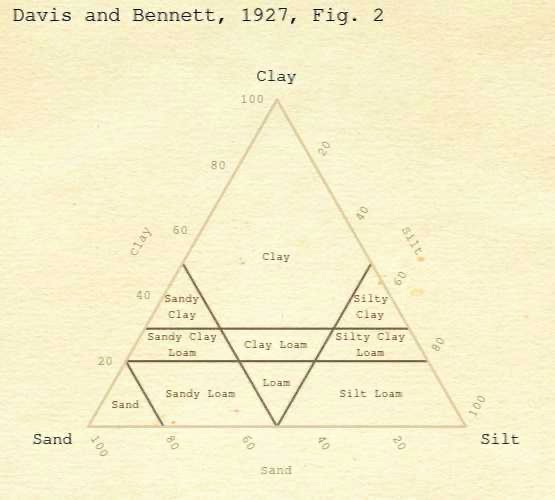 Davis and Bennett, 1927, Fig. 2
Clay
100
20
80
40
60
Clay
Silt
Clay
60
40
Sandy
Clay
Silty
Clay
Sandy Clay
Loam
Clay Loam
Silty Clay
Loam
80
20
Loam
Sandy Loam
Silt Loam
Sand
100
Sand
Silt
100
80
60
40
20
Sand